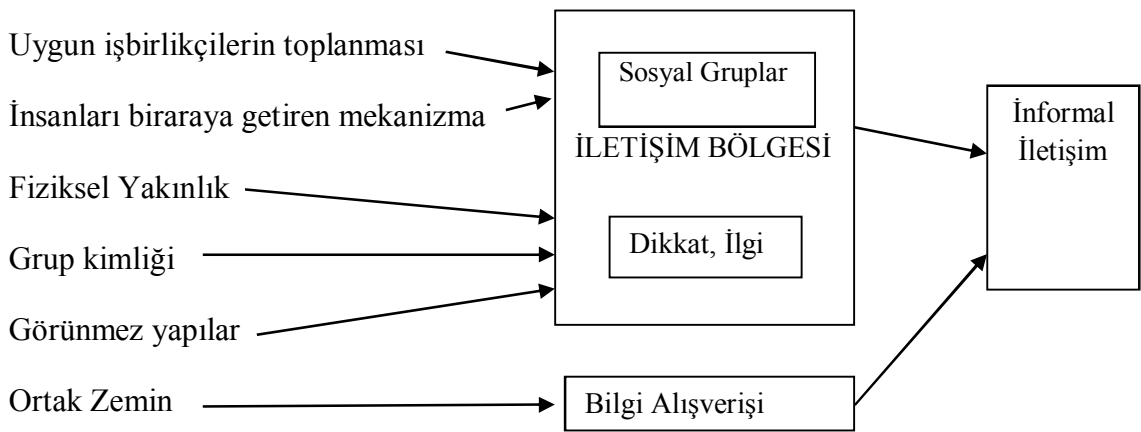 Uygun işbirlikçilerin toplanması
İnsanları biraraya getiren mekanizma
Fiziksel Yakınlık
Grup kimliği
Görünmez yapılar
Ortak Zemin
Sosyal Gruplar
İLETİŞİM BÖLGESİ
Dikkat, İlgi
Bilgi Alışverişi
İnformal
İletişim